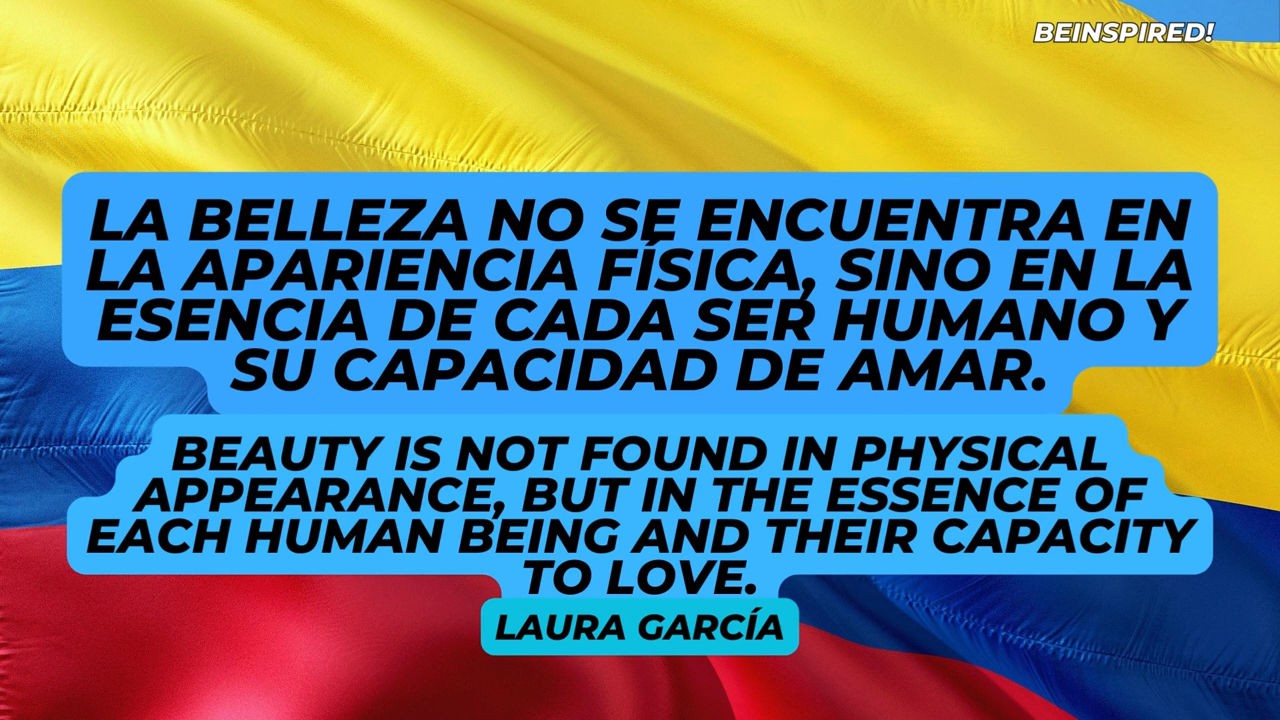 BEINSPIRED!
LA BELLEZA NO SE ENCUENTRA EN
LA APARIENCIA FÍSICA, SINO EN LA
ESENCIA DE CADA SER HUMANO Y
SU CAPACIDAD DE AMAR.
BEAUTY IS NOT FOUND IN PHYSICAL
APPEARANCE, BUT IN THE ESSENCE OF
EACH HUMAN BEING AND THEIR CAPACITY
TO LOVE.
LAURA GARCÍA